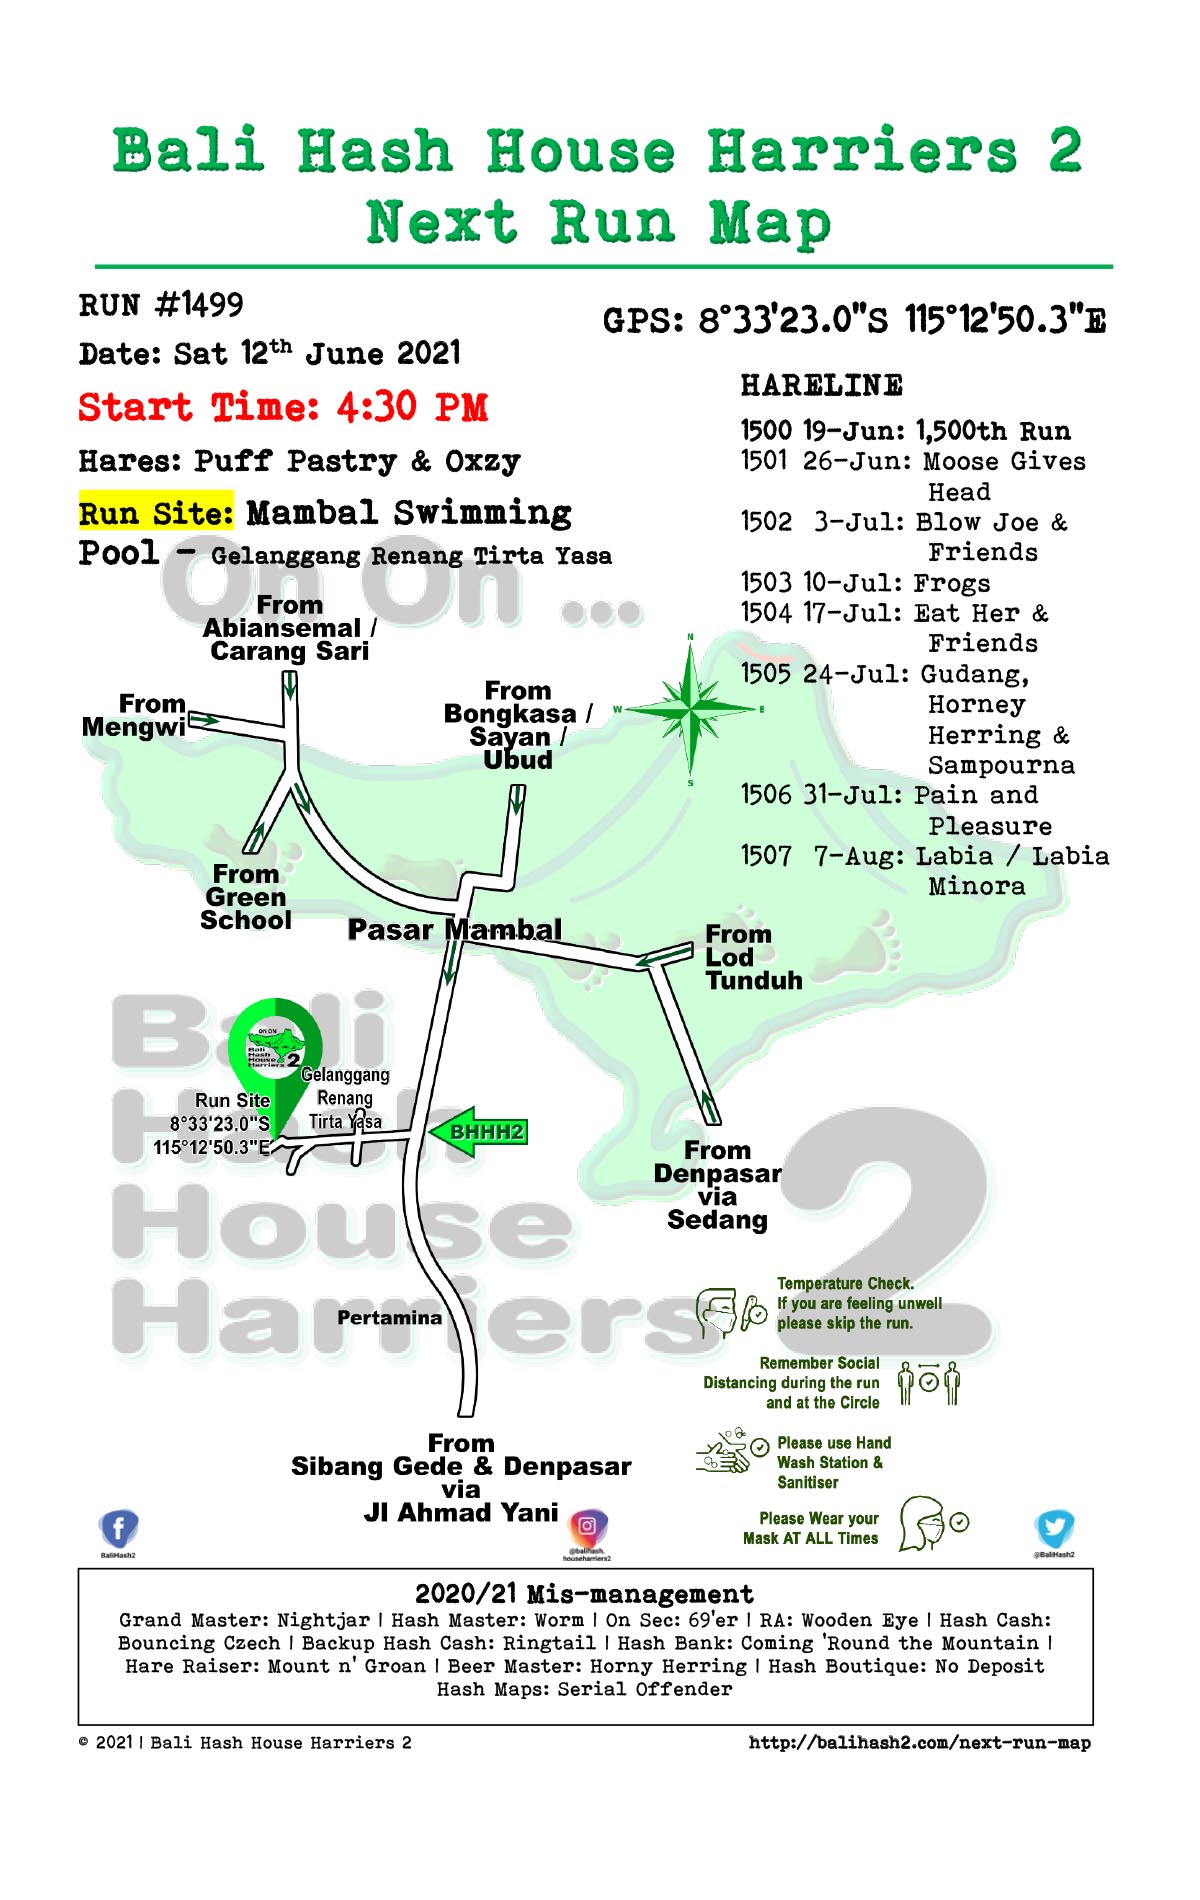 Bali Hash House Harriers 2
Next Run Map
RUN #1499
Date: Sat 12th June 2021
Start Time: 4:30 PM
Hares: Puff Pastry & Oxzy
Run Site: Mambal Swimming
Pool - Gelanggang Renang Tirta Yasa
GPS: 8°33'23.0"S 115°12'50.3"E
HARELINE
1500 19-Jun: 1,500th Run
1501 26-Jun: Moose Gives
Head
1502 3-Jul: Blow Joe &
Friends
1503 10-Jul: Frogs
1504 17-Jul: Eat Her &
Friends
1505 24-Jul: Gudang,
Horney
Herring &
Sampourna
1506 31-Jul: Pain and
Pleasure
1507 7-Aug: Labia / Labia
Minora
On On ...
From
Abiansemal /
Carang Sari
From
Mengwi
From
Bongkasa /
Sayan /
Ubud
N
W
E
S
From
Green
School
Pasar Mambal
From
Lod
Tunduh
Bali
Hash
House
Harriers 2
ON ON
Bali
Hash
House
Harriers 2
Gelanggang
Renang
Tirta Yasa
Run Site
8°33'23.0"S
115°12'50.3"E
BHHH2
From
Denpasar
via
Sedang
Pertamina
From
Sibang Gede & Denpasar
via
Jl Ahmad Yani
Temperature Check.
If you are feeling unwell
please skip the run.
Remember Social
Distancing during the run
and at the Circle
Please use Hand
Wash Station &
Sanitiser
Please Wear your
Mask AT ALL Times
BaliHash2
@balihash.
househarriers2
@BaliHash2
2020/21 Mis-management
Grand Master: Nightjar | Hash Master: Worm | On Sec: 69'er | RA: Wooden Eye | Hash Cash:
Bouncing Czech | Backup Hash Cash: Ringtail | Hash Bank: Coming 'Round the Mountain |
Hare Raiser: Mount n' Groan | Beer Master: Horny Herring | Hash Boutique: No Deposit
Hash Maps: Serial Offender
© 2021 | Bali Hash House Harriers 2
http://balihash2.com/next-run-map